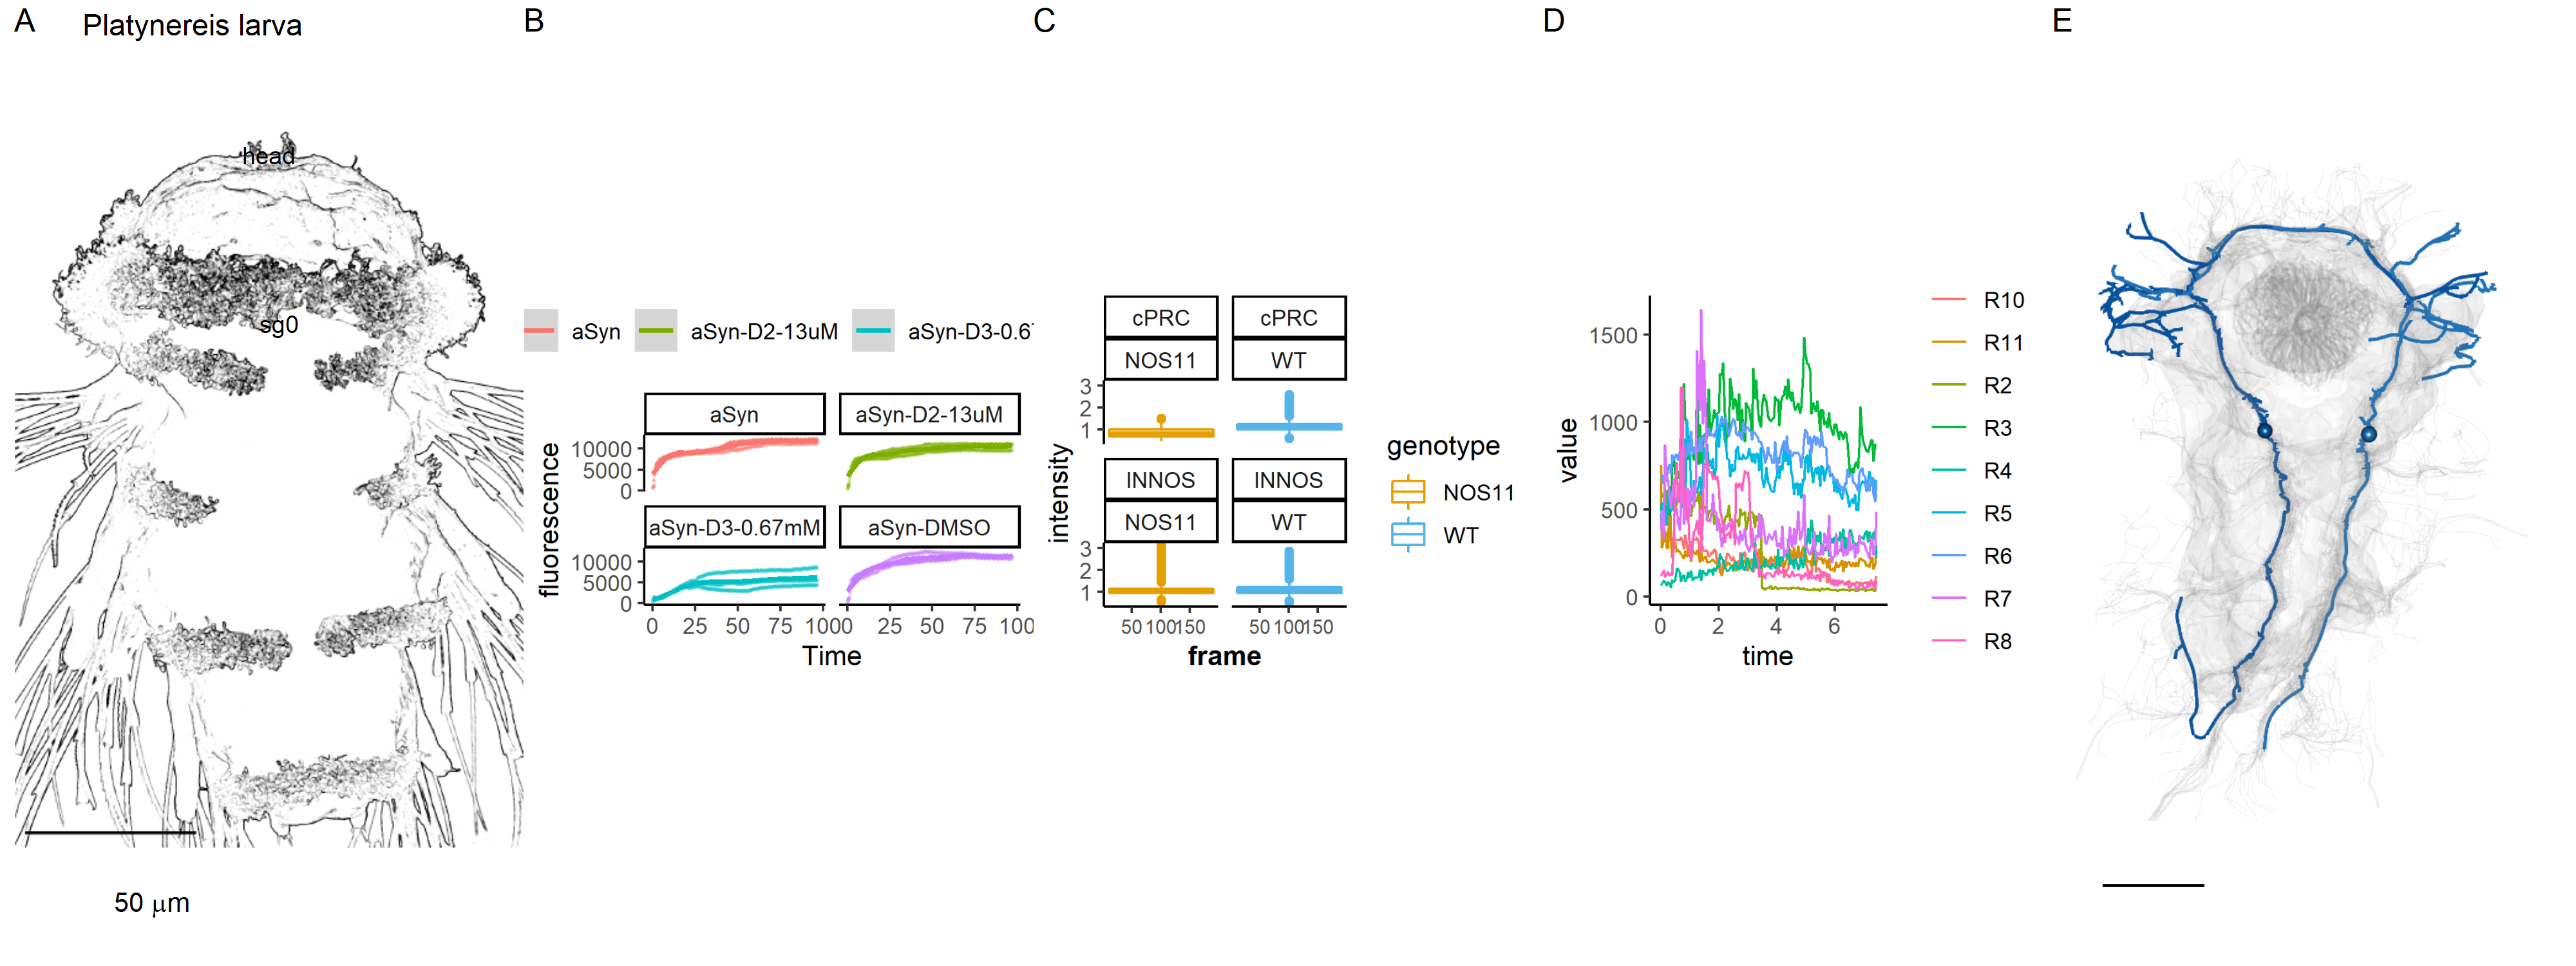 A
Platynereis larva
head
sg0
50 μm
B
aSyn
aSyn-D2-13uM
aSyn-D3-0.6
aSyn
aSyn-D2-13uM
10000
5000
0
aSyn-D3-0.67mM
aSyn-DMSO
10000
5000
0
fluorescence
0 25 50 75 100
0 25 50 75 100
Time
C
cPRC
NOS11
cPRC
WT
3
2
1
INNOS
NOS11
INNOS
WT
3
2
1
intensity
50 100 150
50 100 150
frame
genotype
NOS11
WT
D
value
1500
1000
500
0
0 2 4 6
time
R10
R11
R2
R3
R4
R5
R6
R7
R8
E